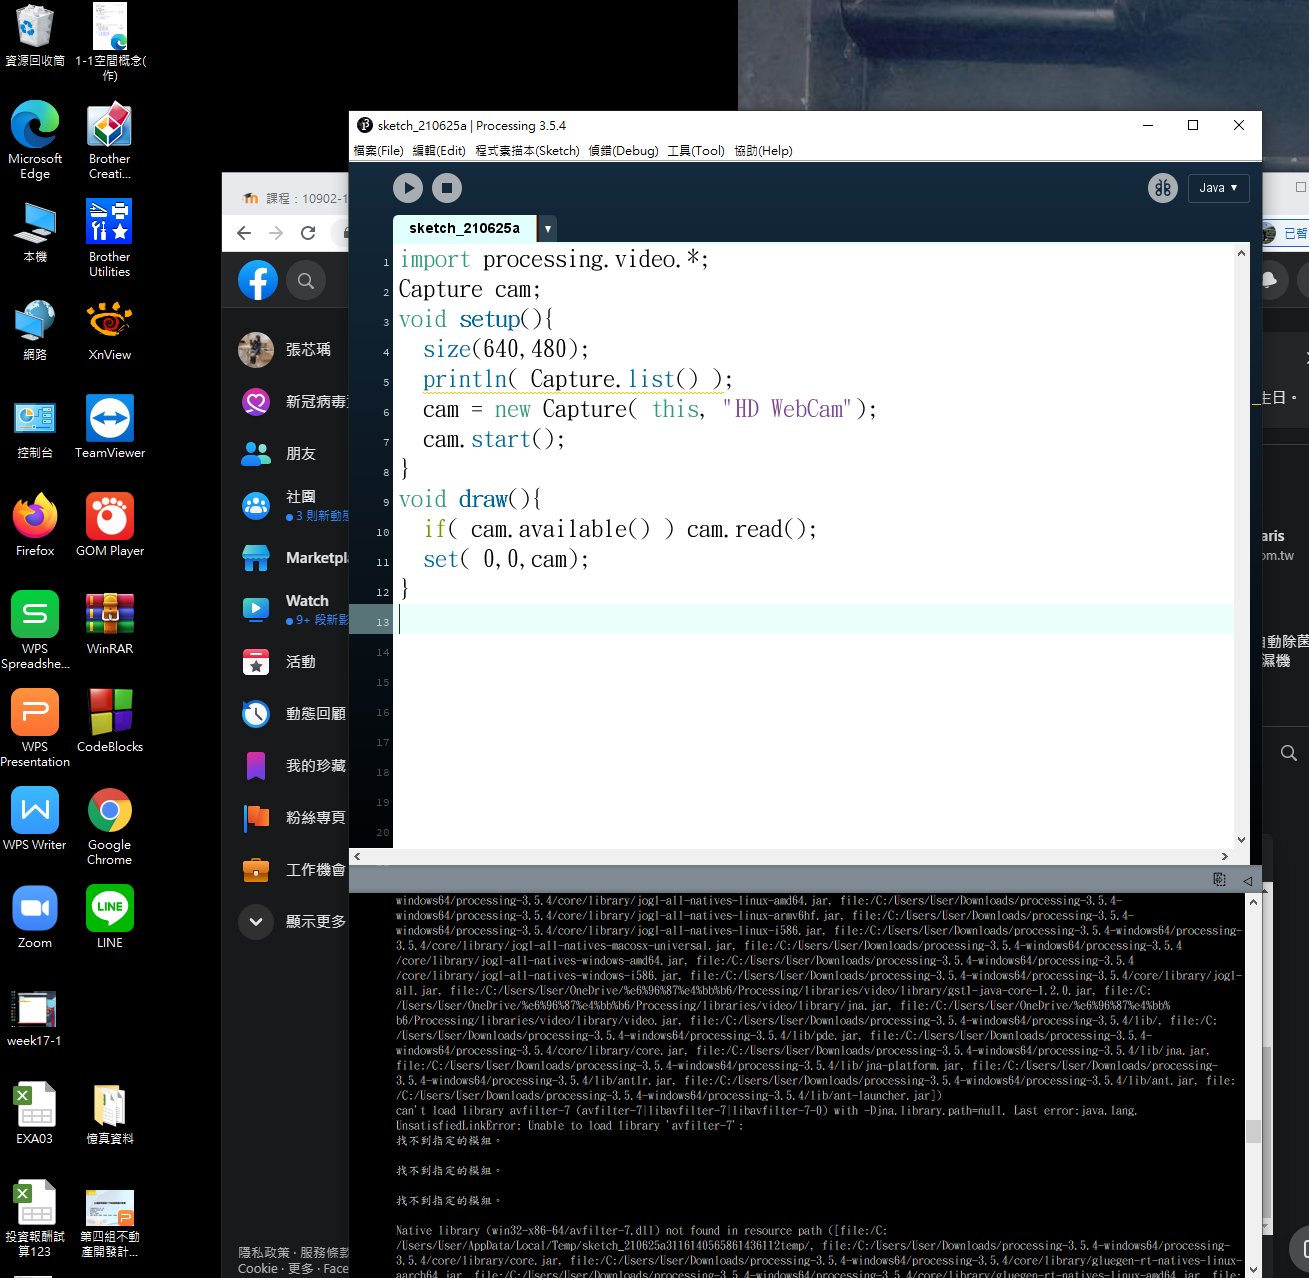 資源回收筒
1-1空間概念(
作)
Microsoft
Edge
Brother
Creati...
本機
Brother
Utilities
網路
XnView
控制台
TeamViewer
Firefox
GOM Player
WPS
Spreadshe...
WinRAR
WPS
Presentation
CodeBlocks
WPS Writer
Google
Chrome
Zoom
LINE
week17-1
EXA03
憶真資料
投資報酬試
算123
第四組不動
產開發計...
課程：10902-1
張芯瑀
新冠病毒
朋友
社團
3 則新動態
Marketpl
Watch
9+ 段新影
活動
動態回顧
我的珍藏
粉絲專頁
工作機會
顯示更多
隱私政策 · 服務條款
Cookie · 更多 · Face
sketch_210625a | Processing 3.5.4
檔案(File) 編輯(Edit) 程式素描本(Sketch) 偵錯(Debug) 工具(Tool) 協助(Help)
Java ▼
sketch_210625a
1 import processing.video.*;
2 Capture cam;
3 void setup(){
4 size(640,480);
5 println( Capture.list() );
6 cam = new Capture( this, "HD WebCam");
7 cam.start();
8 }
9 void draw(){
10 if( cam.available() ) cam.read();
11 set( 0,0,cam);
12 }
13
14
15
16
17
18
19
20
windows64/processing-3.5.4/core/library/jogl-all-natives-linux-amd64.jar, file:/C:/Users/User/Downloads/processing-3.5.4-
windows64/processing-3.5.4/core/library/jogl-all-natives-linux-armv6hf.jar, file:/C:/Users/User/Downloads/processing-3.5.4-
windows64/processing-3.5.4/core/library/jogl-all-natives-linux-i586.jar, file:/C:/Users/User/Downloads/processing-3.5.4-windows64/processing-
3.5.4/core/library/jogl-all-natives-macosx-universal.jar, file:/C:/Users/User/Downloads/processing-3.5.4-windows64/processing-3.5.4
/core/library/jogl-all-natives-windows-amd64.jar, file:/C:/Users/User/Downloads/processing-3.5.4-windows64/processing-3.5.4
/core/library/jogl-all-natives-windows-i586.jar, file:/C:/Users/User/Downloads/processing-3.5.4-windows64/processing-3.5.4/core/library/jogl-
all.jar, file:/C:/Users/User/OneDrive/%e6%96%87%e4%bb%b6/Processing/libraries/video/library/gst1-java-core-1.2.0.jar, file:/C:
/Users/User/OneDrive/%e6%96%87%e4%bb%b6/Processing/libraries/video/library/jna.jar, file:/C:/Users/User/OneDrive/%e6%96%87%e4%bb%
b6/Processing/libraries/video/library/video.jar, file:/C:/Users/User/Downloads/processing-3.5.4-windows64/processing-3.5.4/lib/, file:/C:
/Users/User/Downloads/processing-3.5.4-windows64/processing-3.5.4/lib/pde.jar, file:/C:/Users/User/Downloads/processing-3.5.4-
windows64/processing-3.5.4/core/library/core.jar, file:/C:/Users/User/Downloads/processing-3.5.4-windows64/processing-3.5.4/lib/jna.jar,
file:/C:/Users/User/Downloads/processing-3.5.4-windows64/processing-3.5.4/lib/jna-platform.jar, file:/C:/Users/User/Downloads/processing-
3.5.4-windows64/processing-3.5.4/lib/antlr.jar, file:/C:/Users/User/Downloads/processing-3.5.4-windows64/processing-3.5.4/lib/ant.jar, file:
/C:/Users/User/Downloads/processing-3.5.4-windows64/processing-3.5.4/lib/ant-launcher.jar])
can't load library avfilter-7 (avfilter-7|libavfilter-7|libavfilter-7-0) with -Djna.library.path=null. Last error:java.lang.
UnsatisfiedLinkError: Unable to load library 'avfilter-7':
找不到指定的模組。
找不到指定的模組。
找不到指定的模組。
Native library (win32-x86-64/avfilter-7.dll) not found in resource path ([file:/C:
/Users/User/AppData/Local/Temp/sketch_210625a3116140565861436112temp/, file:/C:/Users/User/Downloads/processing-3.5.4-windows64/processing-
3.5.4/core/library/core.jar, file:/C:/Users/User/Downloads/processing-3.5.4-windows64/processing-3.5.4/core/library/gluegen-rt-natives-linux-
aarch64.jar, file:/C:/Users/User/Downloads/processing-3.5.4-windows64/processing-3.5.4/core/library/gluegen-rt-natives-linux-amd64.jar, file:
已暫
生日。
aris
om.tw
自動除菌
濕機